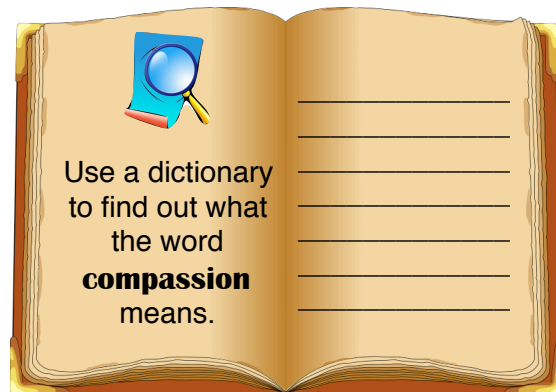 Use a dictionary
to find out what
the word
compassion
means.